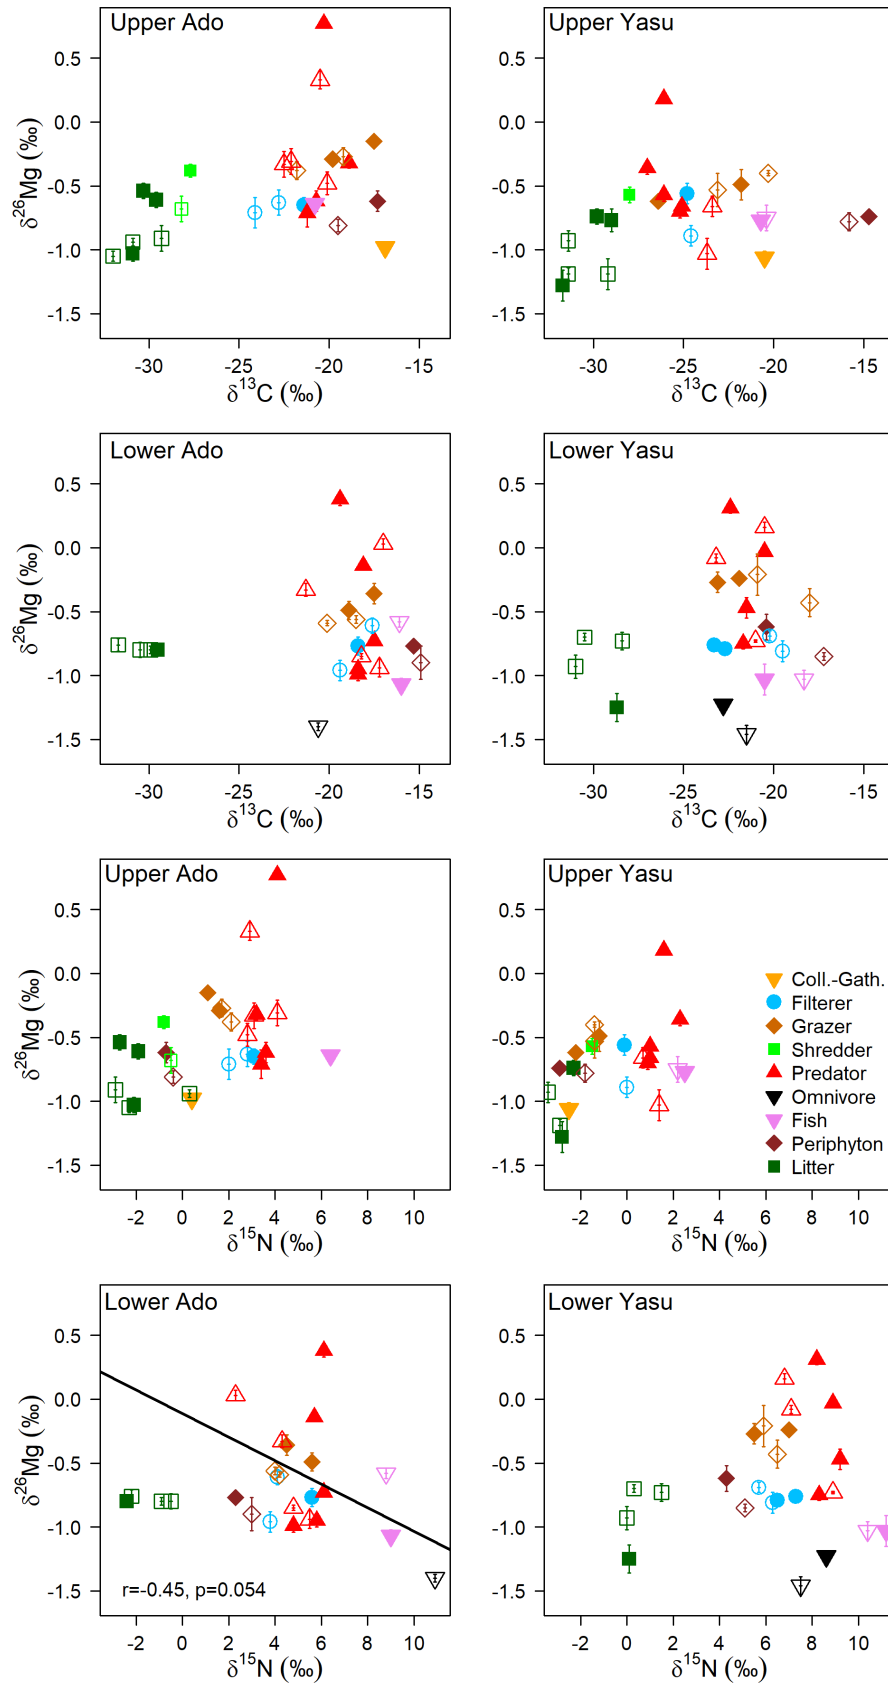 Upper Ado
0.5
0.0
-0.5
-1.0
-1.5
δ26Mg (‰)
-30 -25 -20 -15
δ13C (‰)
Upper Yasu
0.5
0.0
-0.5
-1.0
-1.5
-30 -25 -20 -15
δ13C (‰)
Lower Ado
0.5
0.0
-0.5
-1.0
-1.5
δ26Mg (‰)
-30 -25 -20 -15
δ13C (‰)
Lower Yasu
0.5
0.0
-0.5
-1.0
-1.5
-30 -25 -20 -15
δ13C (‰)
Upper Ado
0.5
0.0
-0.5
-1.0
-1.5
δ26Mg (‰)
-2 0 2 4 6 8 10
δ15N (‰)
Upper Yasu
0.5
0.0
-0.5
-1.0
-1.5
Coll.-Gath.
Filterer
Grazer
Shredder
Predator
Omnivore
Fish
Periphyton
Litter
-2 0 2 4 6 8 10
δ15N (‰)
Lower Ado
0.5
0.0
-0.5
-1.0
-1.5
δ26Mg (‰)
r=-0.45, p=0.054
-2 0 2 4 6 8 10
δ15N (‰)
Lower Yasu
0.5
0.0
-0.5
-1.0
-1.5
-2 0 2 4 6 8 10
δ15N (‰)